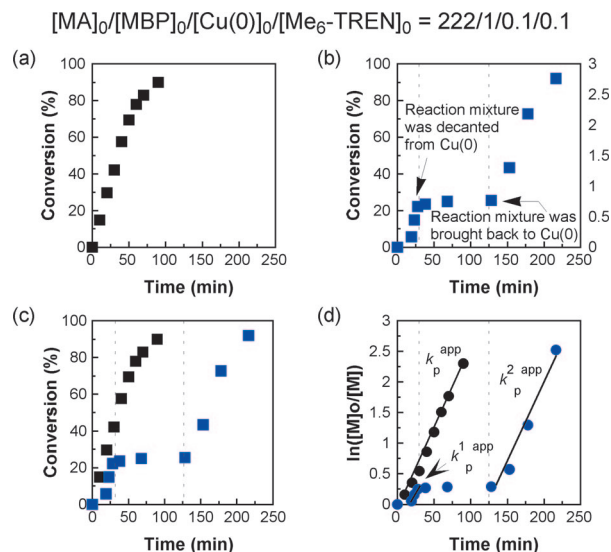 [MA]₀/[MBP]₀/[Cu(0)]₀/[Me₆-TREN]₀ = 222/1/0.1/0.1
(a)
100
80
60
40
20
0
Conversion (%)
0 50 100 150 200 250
Time (min)
(b)
100
80
60
40
20
0
Conversion (%)
3
2.5
2
1.5
1
0.5
0
Reaction mixture
was decanted
from Cu(0)
Reaction mixture was
brought back to Cu(0)
0 50 100 150 200 250
Time (min)
(c)
100
80
60
40
20
0
Conversion (%)
0 50 100 150 200 250
Time (min)
(d)
3.0
2.5
2.0
1.5
1.0
0.5
0
ln([M]o/[M])
kₚ app
kₚ¹ app
kₚ² app
0 50 100 150 200 250
Time (min)